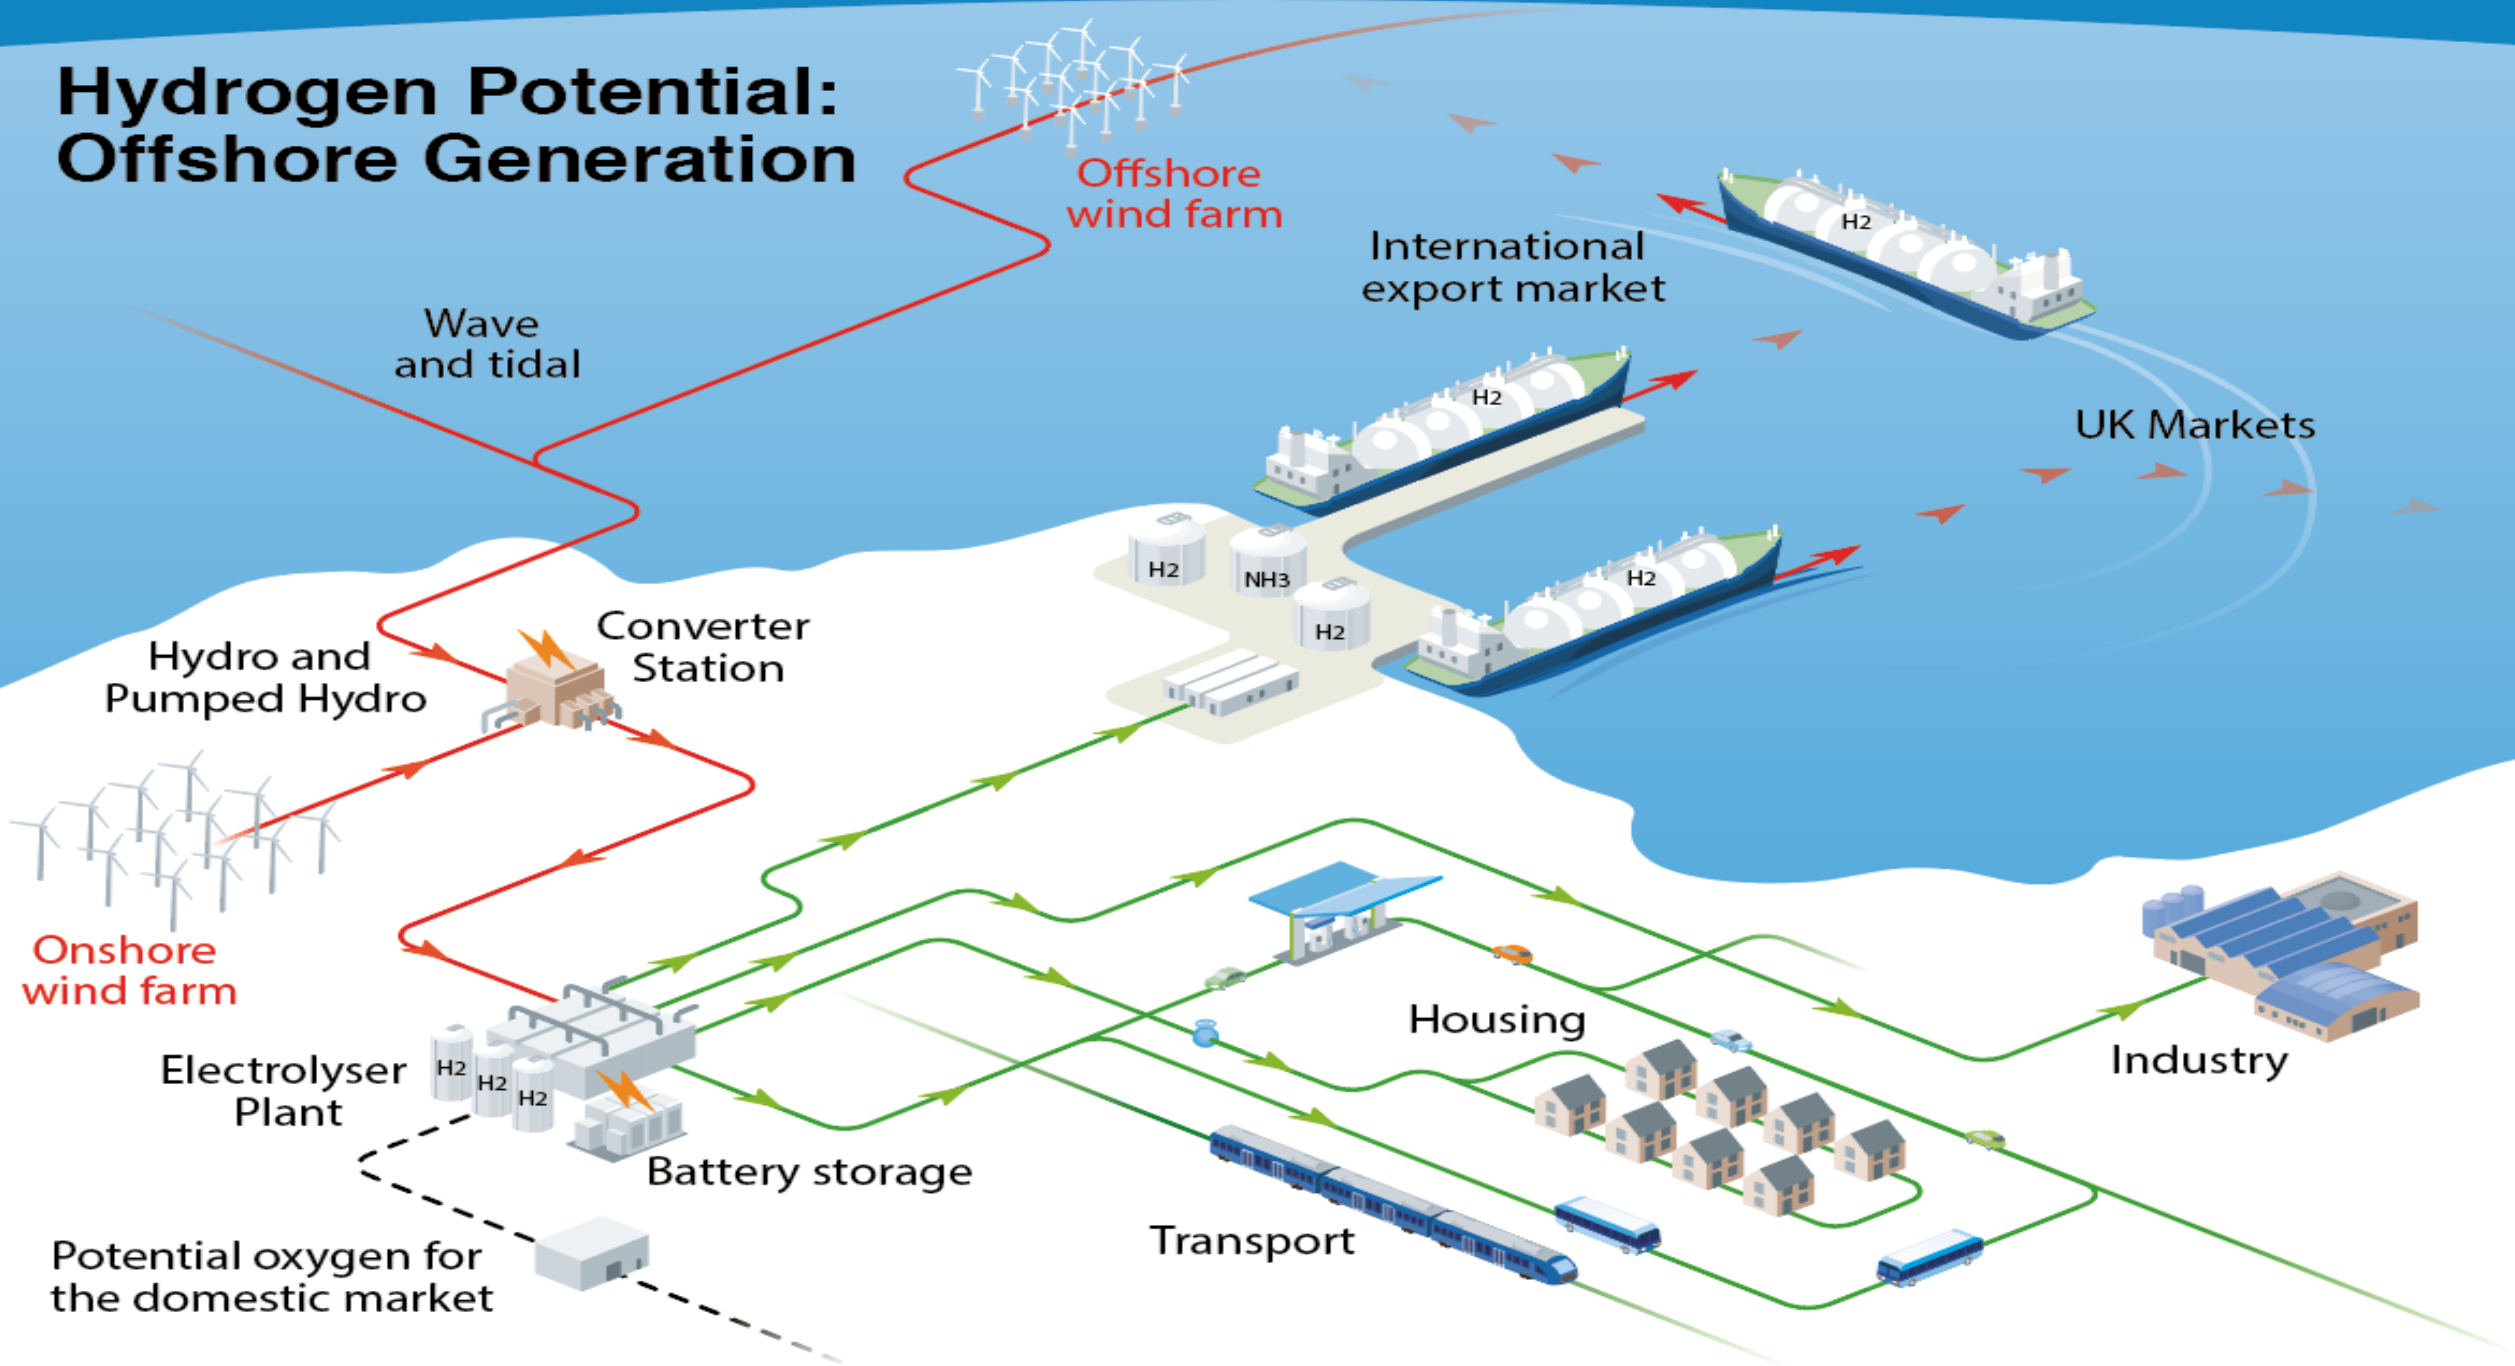 Hydrogen Potential:
Offshore Generation
Offshore
wind farm
International
export market
H2
Wave
and tidal
H2
UK Markets
H2
NH3
H2
H2
Converter
Station
Hydro and
Pumped Hydro
Onshore
wind farm
Housing
Industry
Electrolyser
Plant
H2
H2
H2
Battery storage
Transport
Potential oxygen for
the domestic market